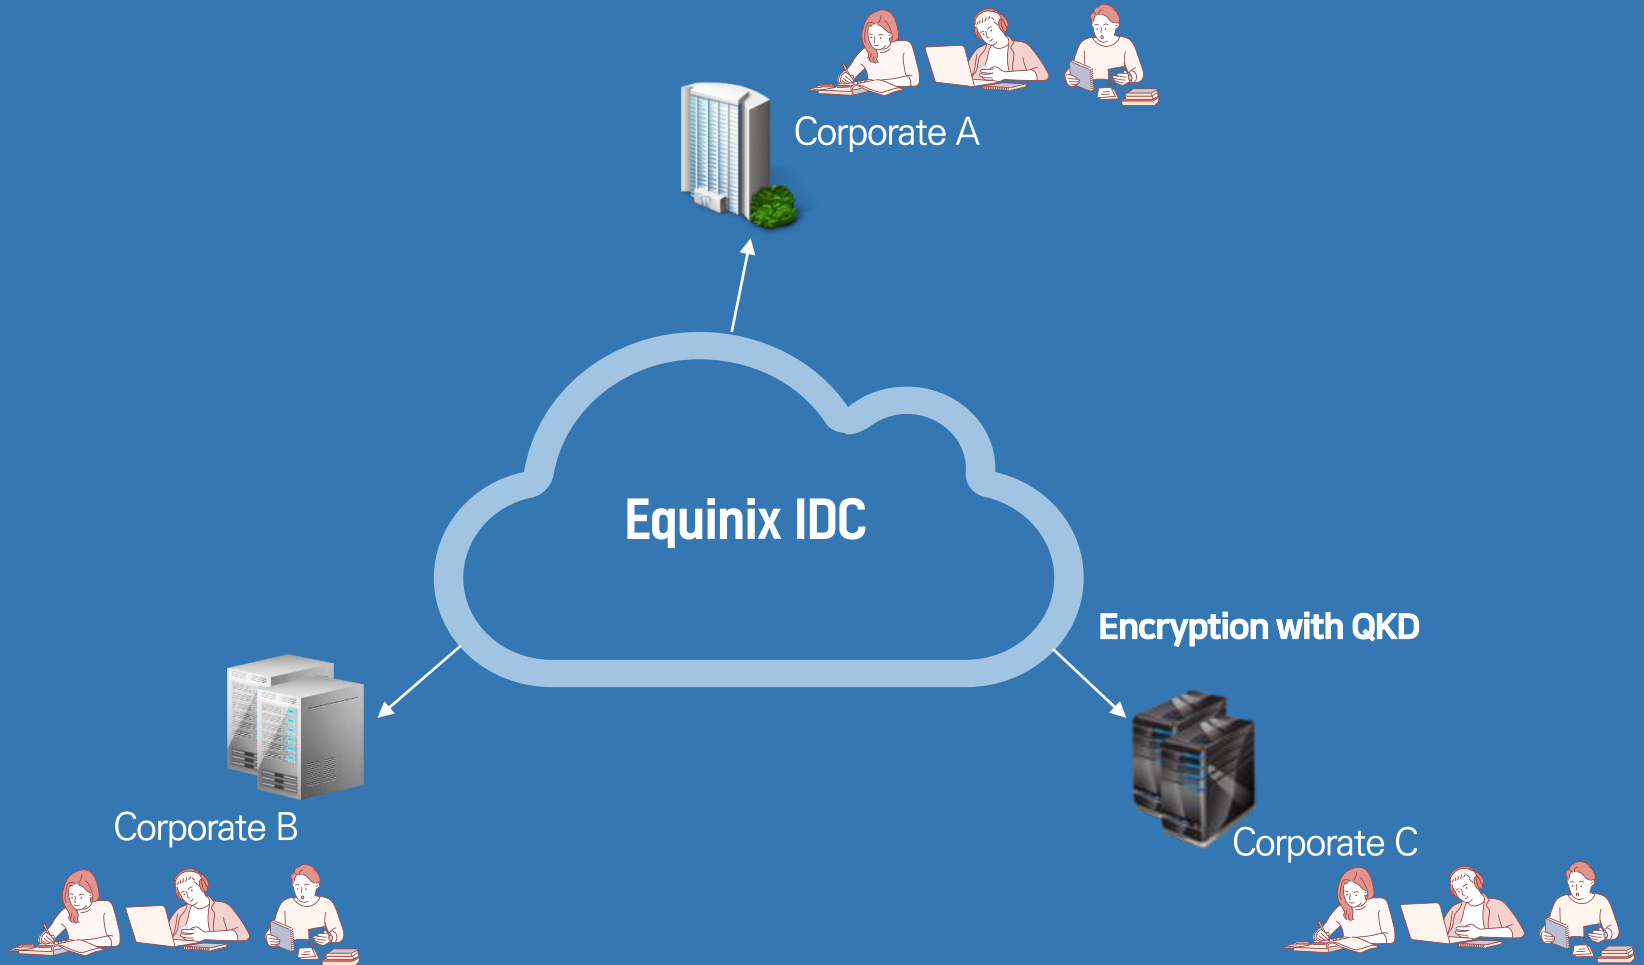 Corporate A
Equinix IDC
Encryption with QKD
Corporate B
Corporate C